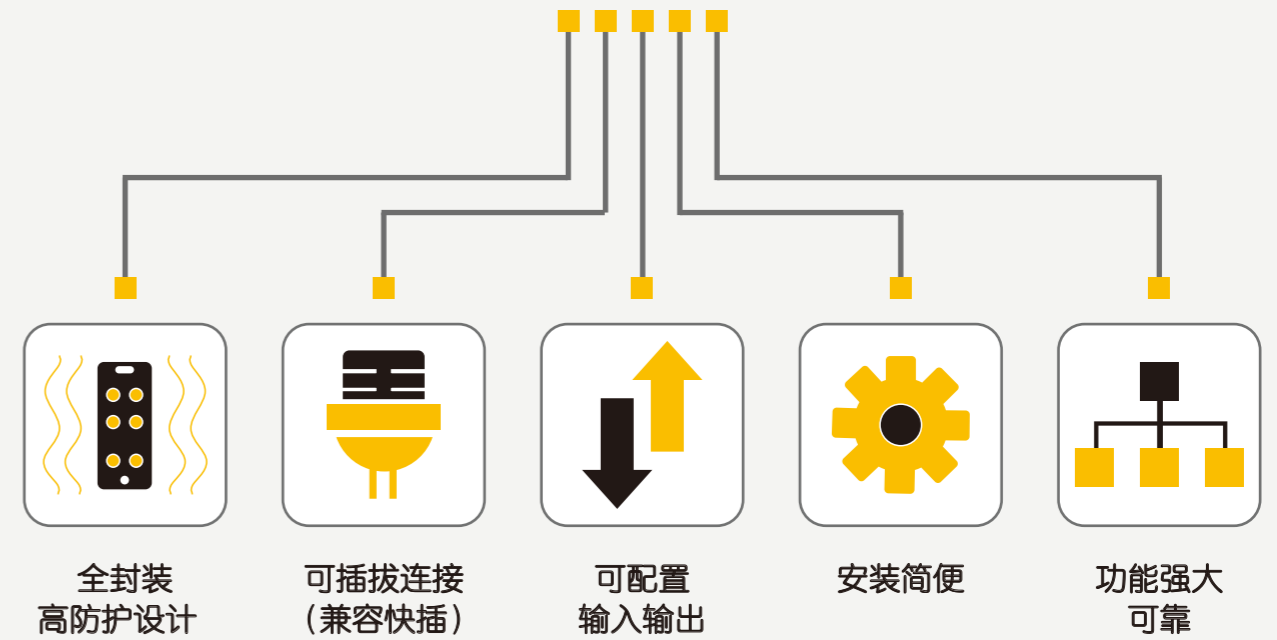 全封装
高防护设计
可插拔连接
（兼容快插）
可配置
输入输出
安装简便
功能强大
可靠